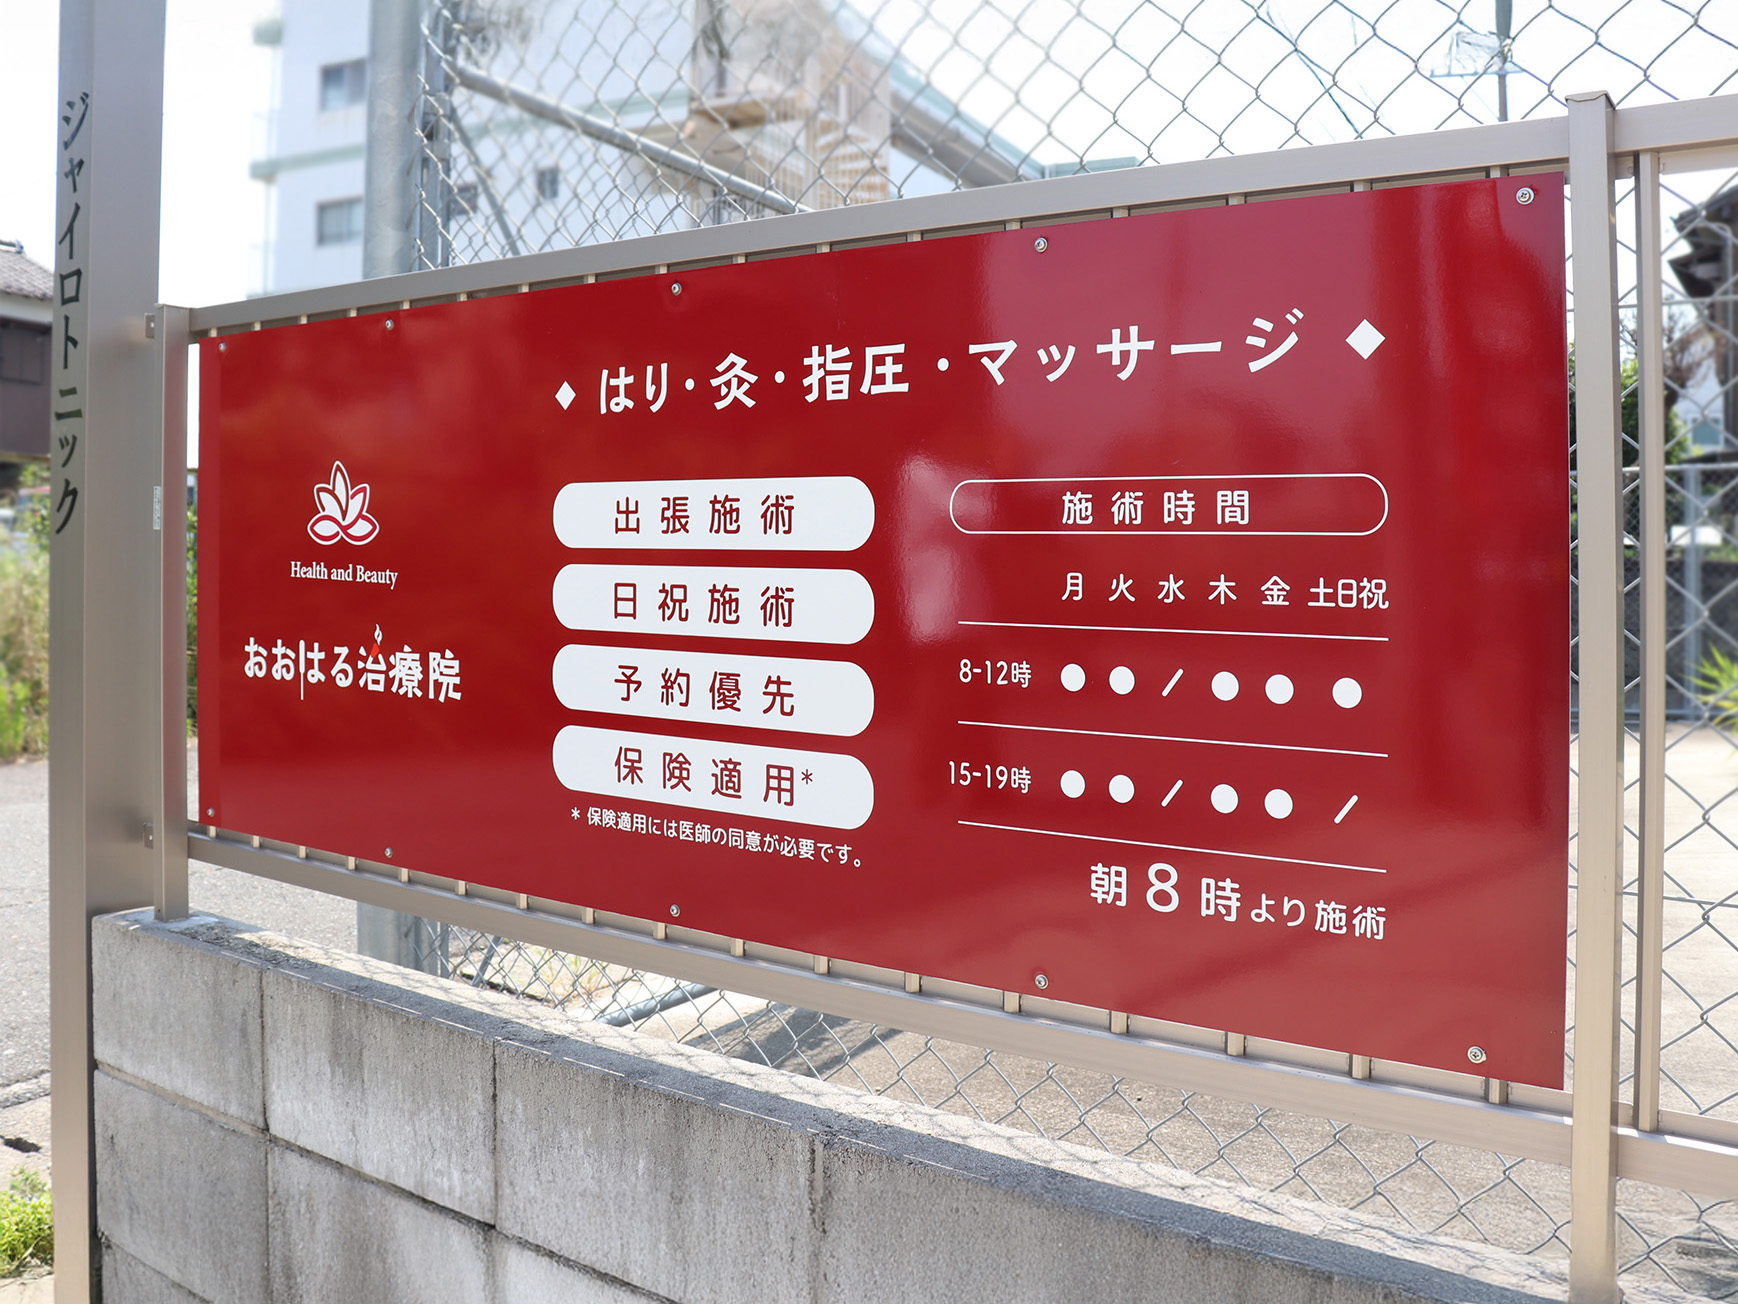 ジャイロトニック
◆ はり・灸・指圧・マッサージ ◆
Health and Beauty
おおはる治療院
出張施術
日祝施術
予約優先
保険適用*
* 保険適用には医師の同意が必要です。
施術時間
月 火 水 木 金 土日祝
8-12時 ● ● / ● ● ●
15-19時 ● ● / ● ● /
朝8時より施術